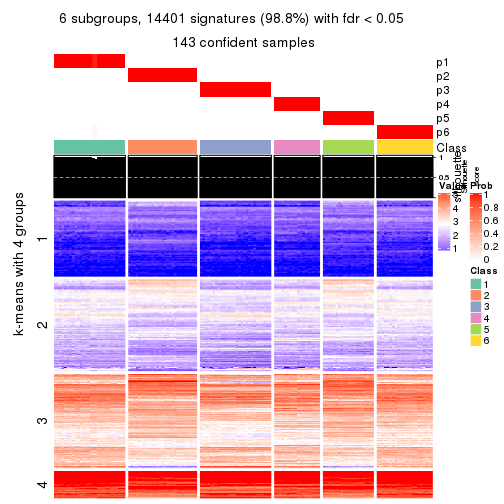 6 subgroups, 14401 signatures (98.8%) with fdr < 0.05
143 confident samples
p1
p2
p3
p4
p5
p6
Class
1
0.5
Silhouette
score
k-means with 4 groups
1
2
3
4
Value
4
3
2
1
Prob
1
0.8
0.6
0.4
0.2
0
Class
1
2
3
4
5
6